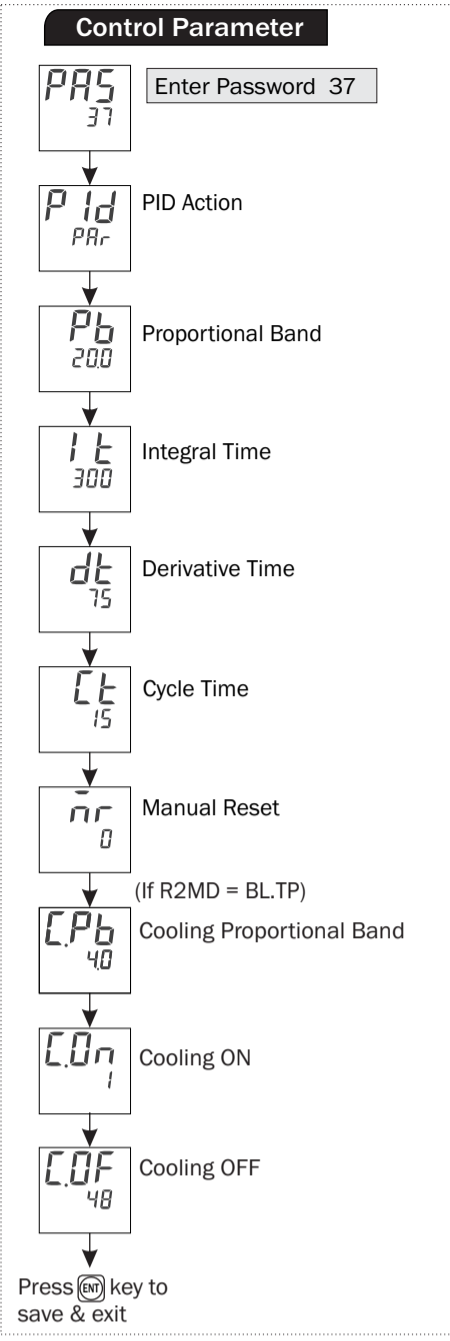 Control Parameter
PAS
37
Enter Password 37
PId
PAr
PID Action
Pb
20.0
Proportional Band
It
300
Integral Time
dt
75
Derivative Time
Ct
15
Cycle Time
m̄r
0
Manual Reset
(If R2MD = BL.TP)
C.Pb
4.0
Cooling Proportional Band
C.On
1
Cooling ON
C.OF
48
Cooling OFF
Press ENT key to
save & exit